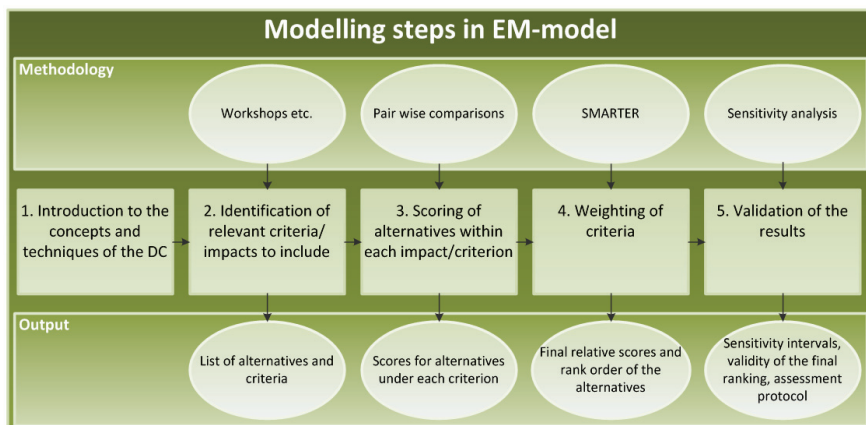 Modelling steps in EM-model
Methodology
Workshops etc.
Pair wise comparisons
SMARTER
Sensitivity analysis
1. Introduction to the
concepts and
techniques of the DC
2. Identification of
relevant criteria/
impacts to include
3. Scoring of
alternatives within
each impact/criterion
4. Weighting of
criteria
5. Validation of the
results
Output
List of alternatives and
criteria
Scores for alternatives
under each criterion
Final relative scores and
rank order of the
alternatives
Sensitivity intervals,
validity of the final
ranking, assessment
protocol